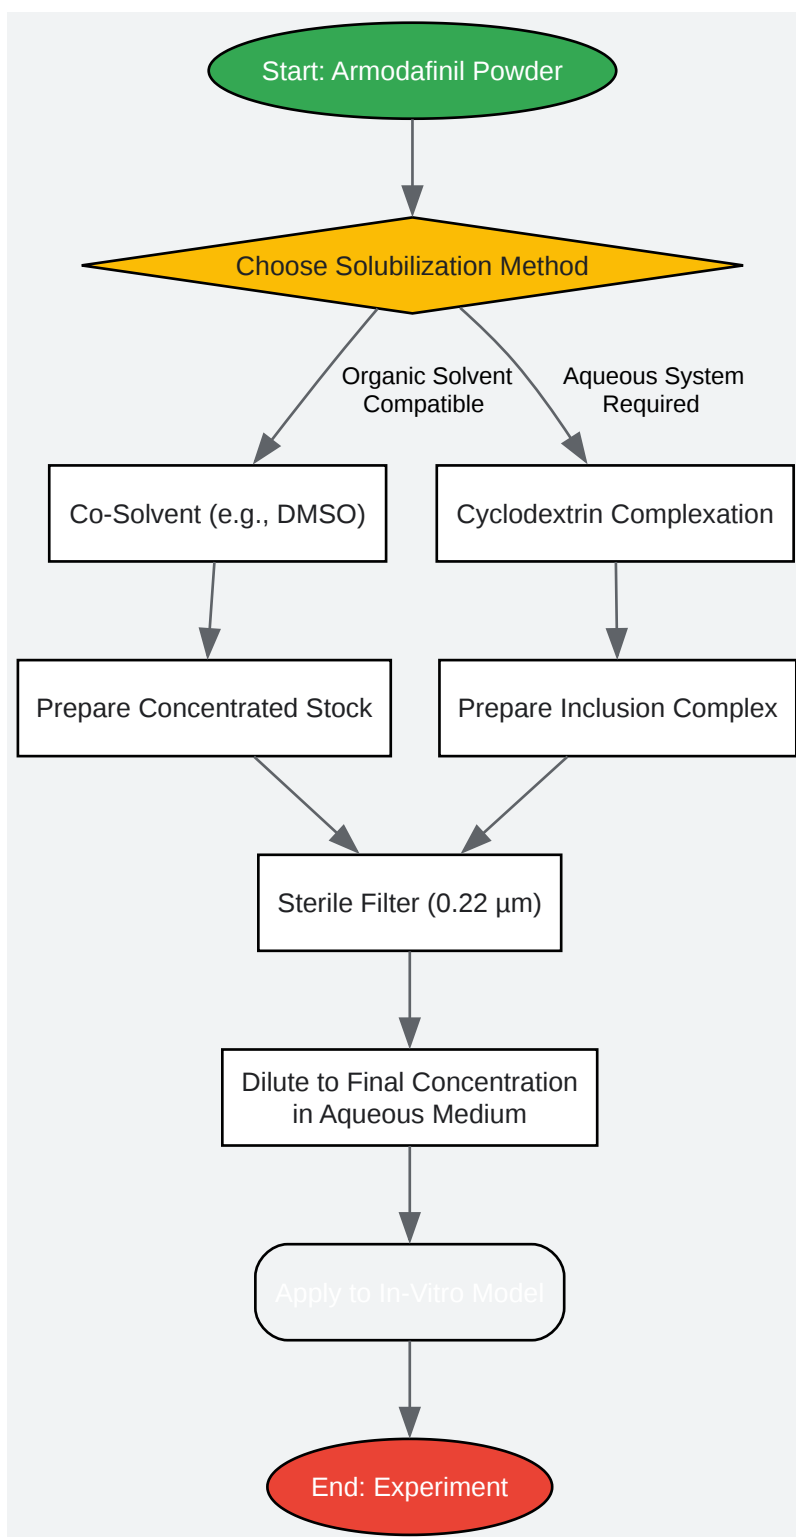 Start: Armodafinil Powder
Choose Solubilization Method
Organic Solvent
Compatible
Aqueous System
Required
Co-Solvent (e.g., DMSO)
Cyclodextrin Complexation
Prepare Concentrated Stock
Prepare Inclusion Complex
Sterile Filter (0.22 µm)
Dilute to Final Concentration
in Aqueous Medium
Apply to In-Vitro Model
End: Experiment